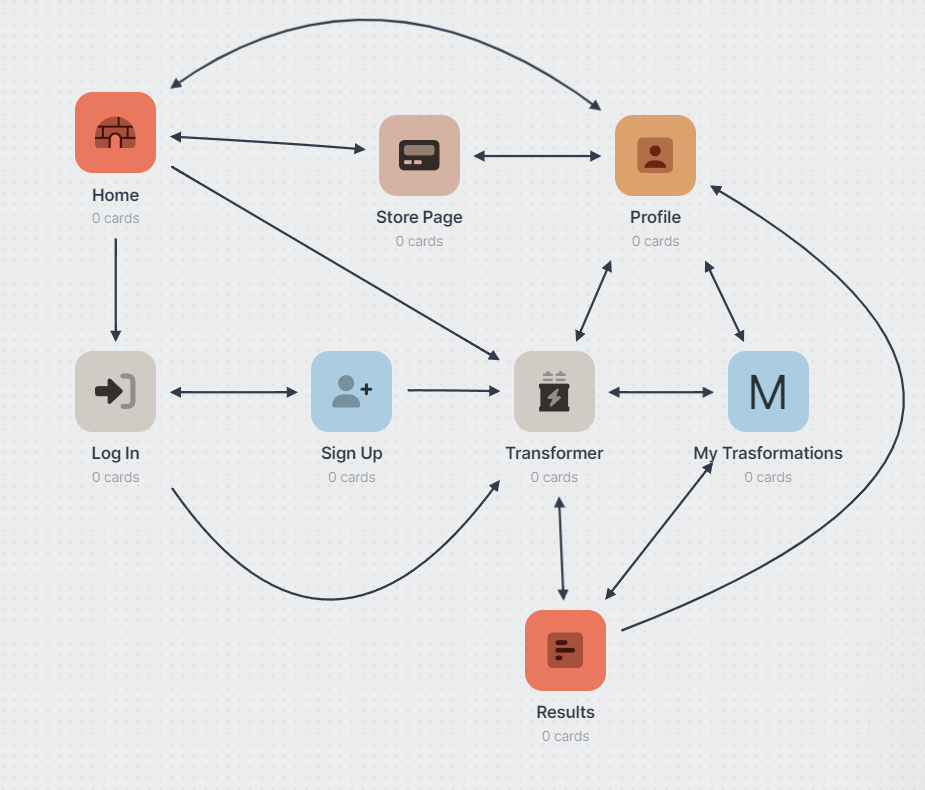 Home
0 cards
Store Page
0 cards
Profile
0 cards
Log In
0 cards
Sign Up
0 cards
Transformer
0 cards
M
My Trasformations
0 cards
Results
0 cards